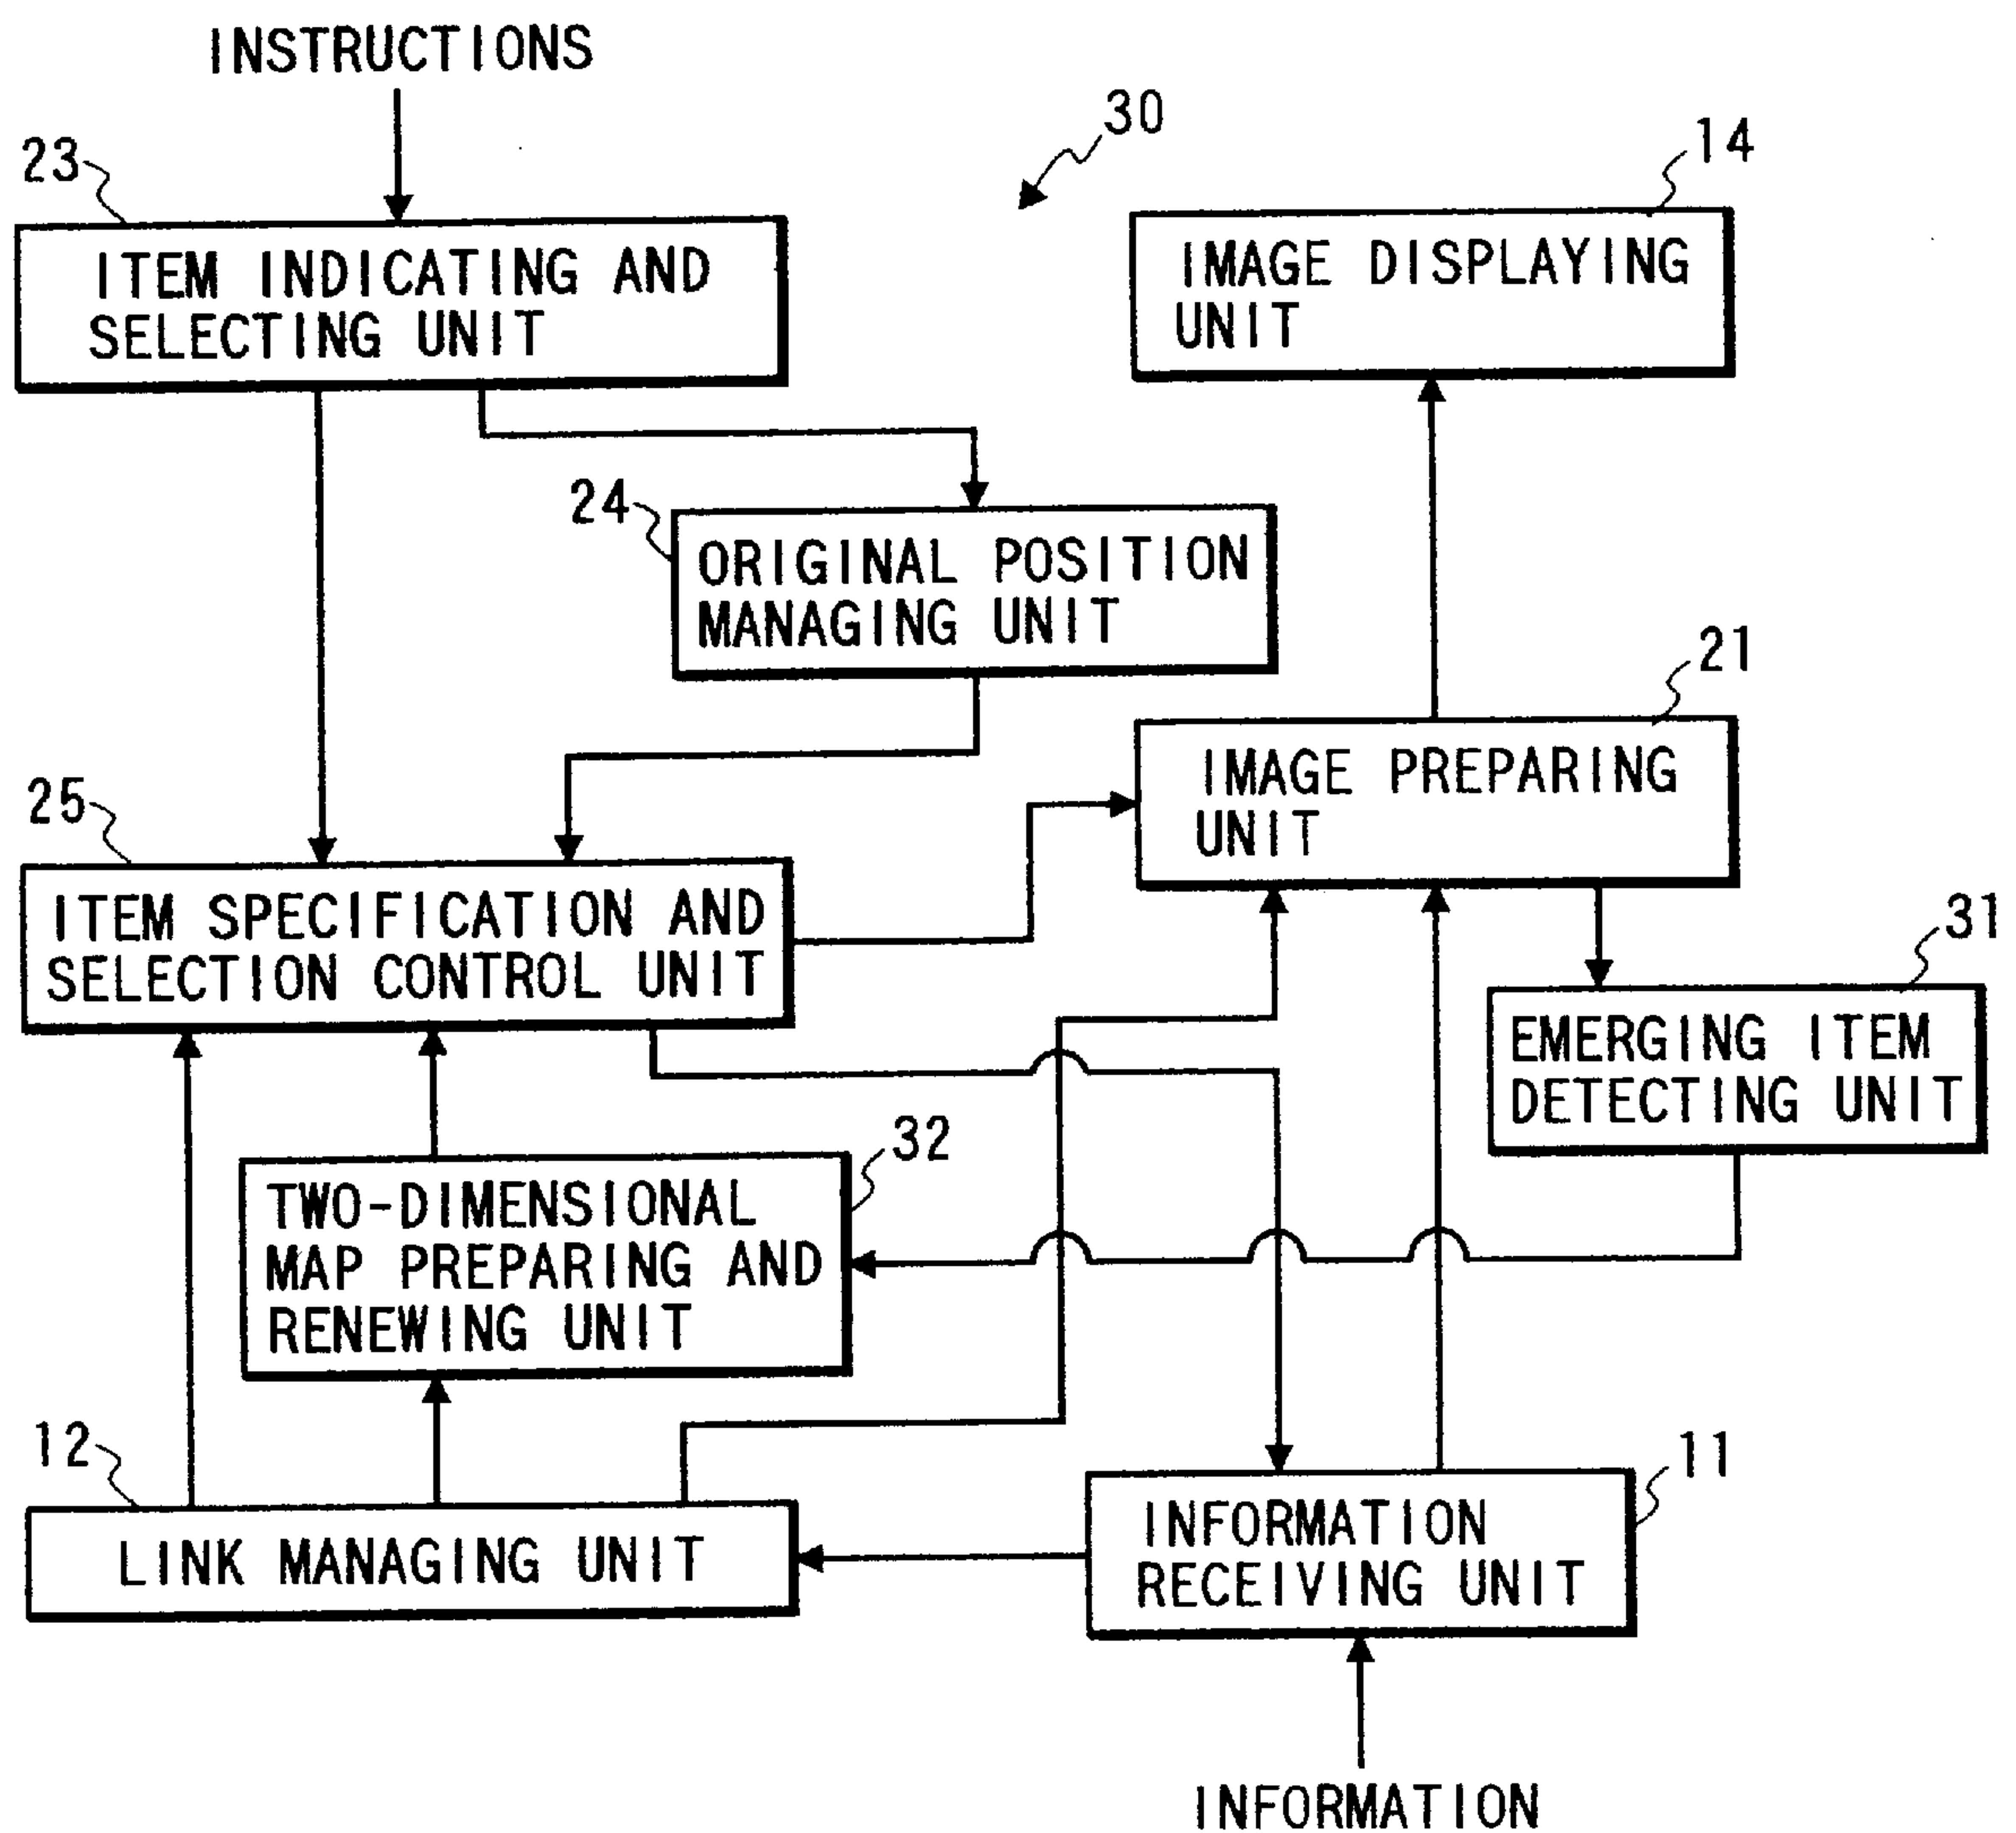 INSTRUCTIONS
30
14
23
ITEM INDICATING AND
SELECTING UNIT
IMAGE DISPLAYING
UNIT
24
ORIGINAL POSITION
MANAGING UNIT
21
IMAGE PREPARING
UNIT
25
ITEM SPECIFICATION AND
SELECTION CONTROL UNIT
31
EMERGING ITEM
DETECTING UNIT
32
TWO-DIMENSIONAL
MAP PREPARING AND
RENEWING UNIT
12
LINK MANAGING UNIT
11
INFORMATION
RECEIVING UNIT
INFORMATION